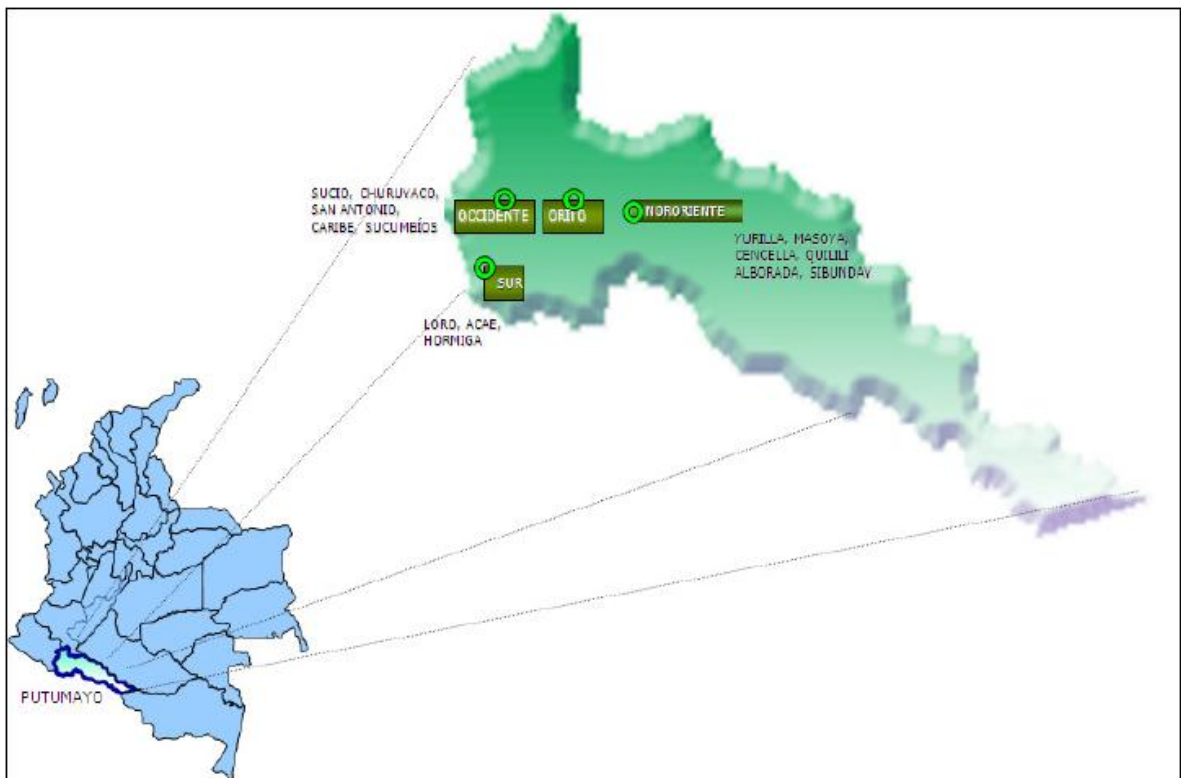 SUCIO, CHURUYACO,
SAN ANTONIO,
CARIBE, SUCUMBÍOS
OCCIDENTE
ORITO
NORORIENTE
YURILLA, MASOYA,
CENCELLA, QUILILI
ALBORADA, SIBUNDAY
SUR
LORO, ACAE,
HORMIGA
PUTUMAYO